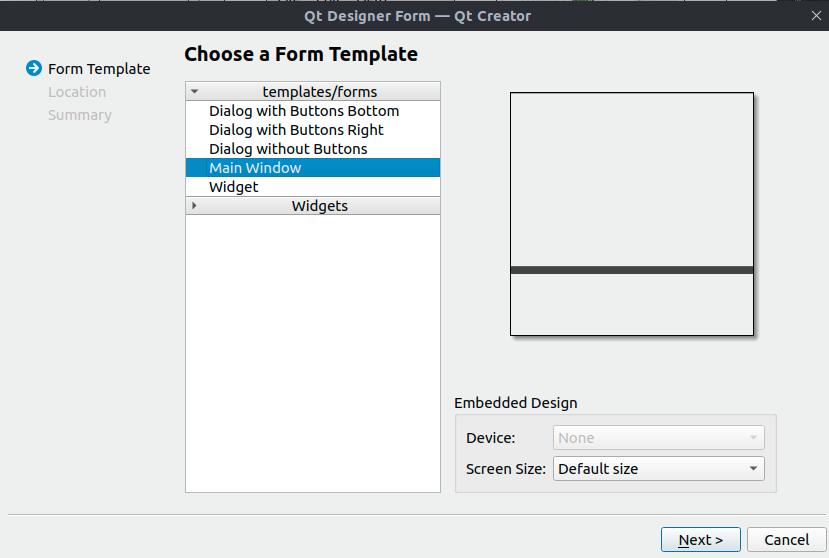 Qt Designer Form — Qt Creator
Choose a Form Template
Form Template
Location
Summary
templates/forms
Dialog with Buttons Bottom
Dialog with Buttons Right
Dialog without Buttons
Main Window
Widget
Widgets
Embedded Design
Device: None
Screen Size: Default size
Next > Cancel